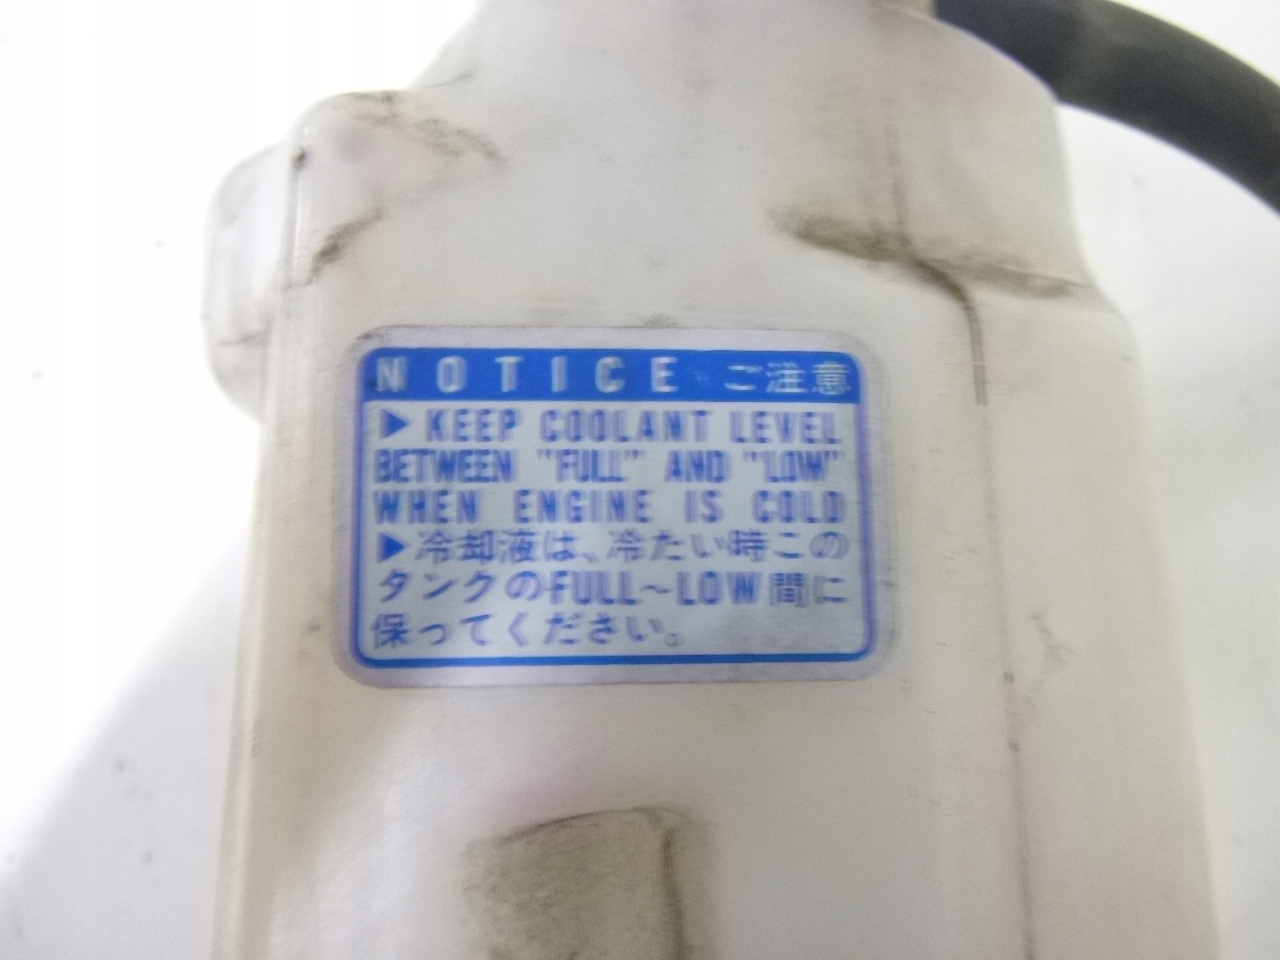 NOTICE ご注意
▶ KEEP COOLANT LEVEL
BETWEEN "FULL" AND "LOW"
WHEN ENGINE IS COLD
▶冷却液は、冷たい時この
タンクのFULL~LOW間に
保ってください。